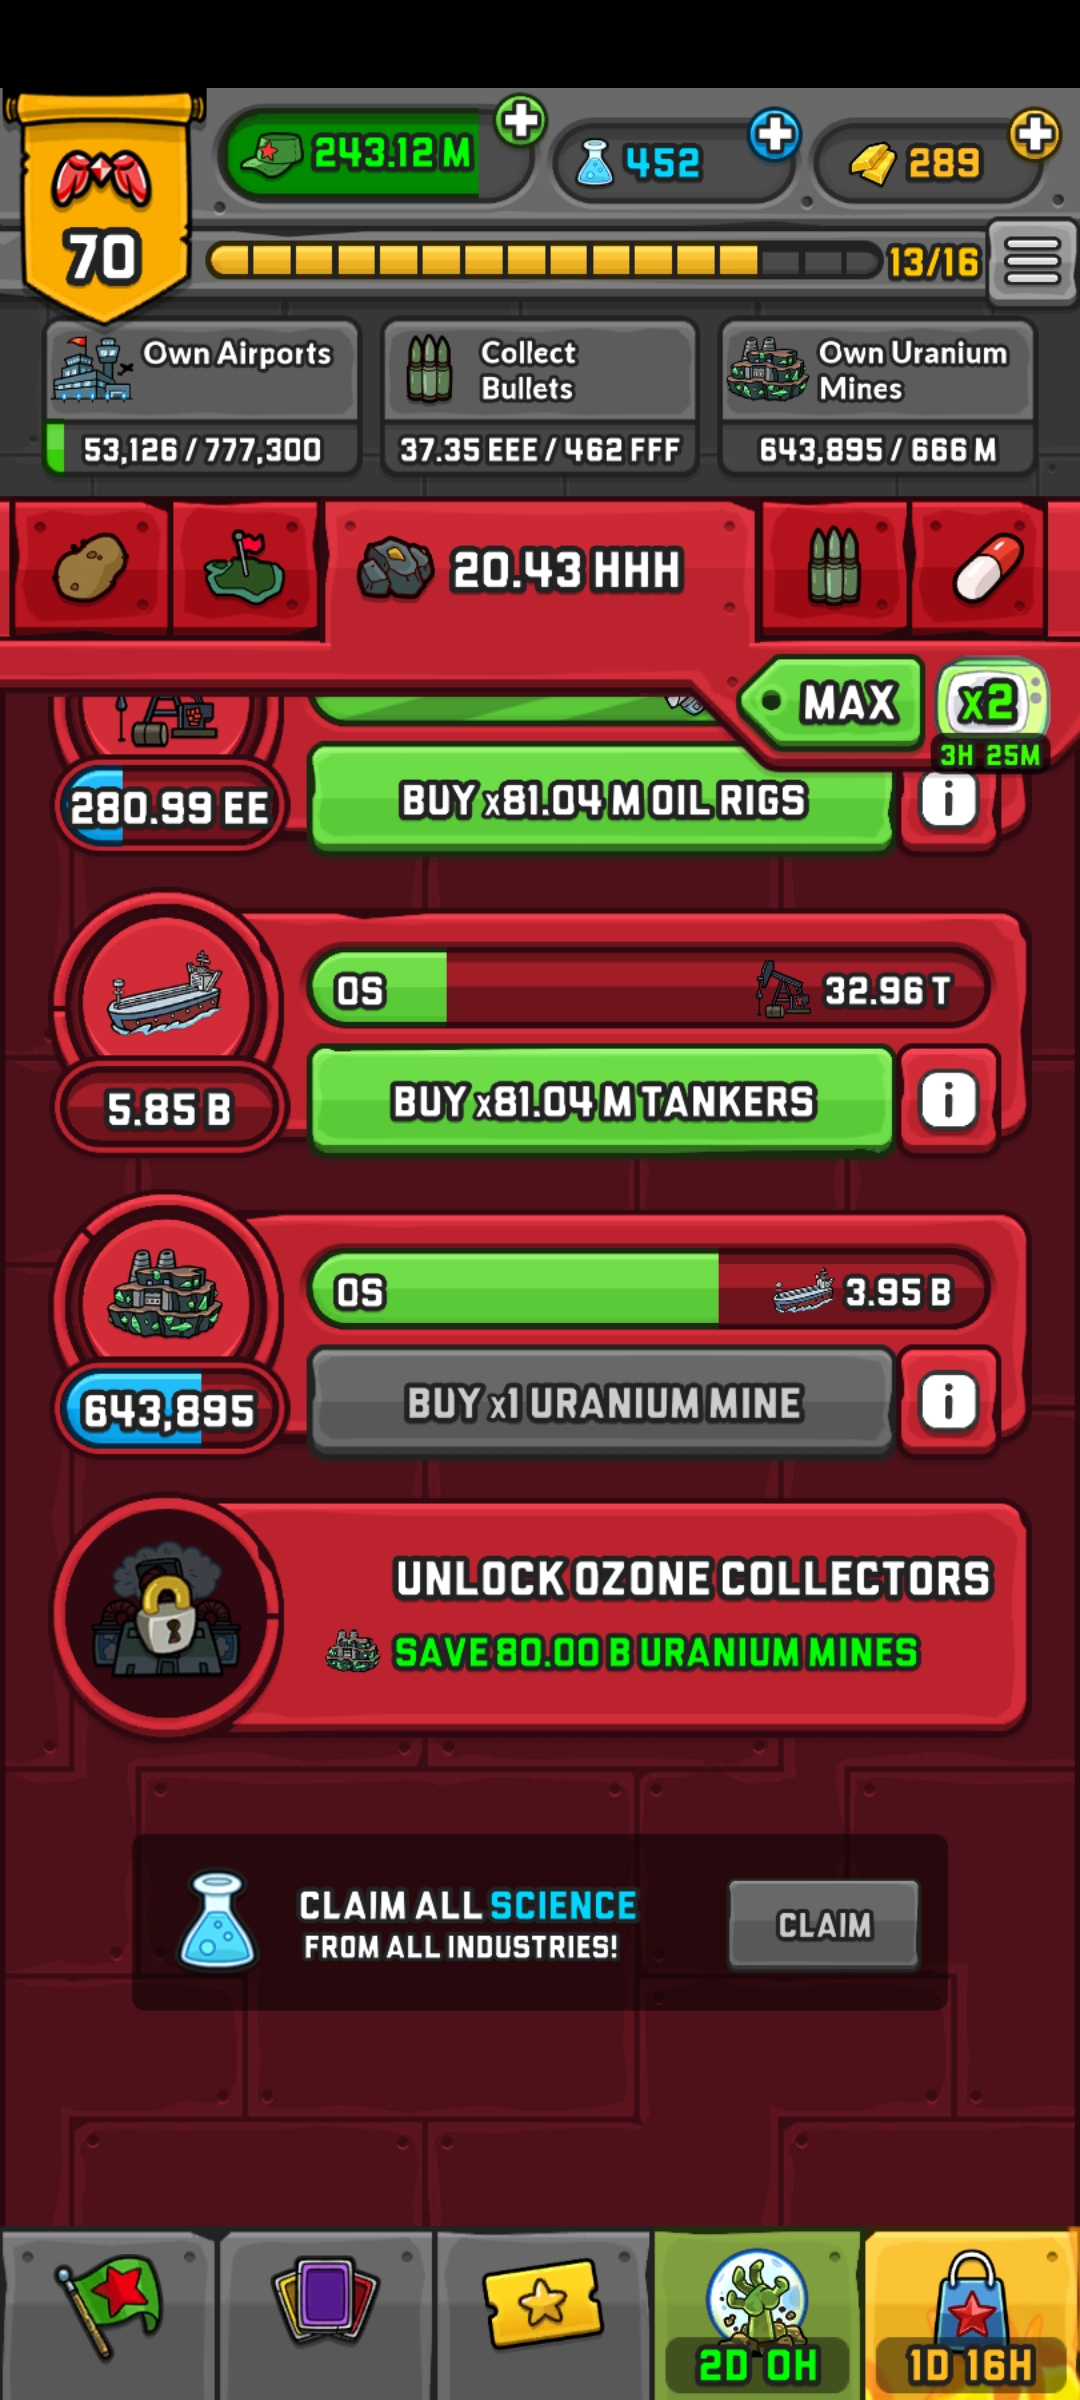 243.12 M
452
289
70
13/16
Own Airports
53,126 / 777,300
Collect
Bullets
37.35 EEE / 462 FFF
Own Uranium
Mines
643,895 / 666 M
20.43 HHH
MAX
x2
3H 25M
280.99 EE
BUY x81.04 M OIL RIGS
i
0S
32.96 T
5.85 B
BUY x81.04 M TANKERS
i
0S
3.95 B
643,895
BUY x1 URANIUM MINE
i
UNLOCK OZONE COLLECTORS
SAVE 80.00 B URANIUM MINES
CLAIM ALL SCIENCE
FROM ALL INDUSTRIES!
CLAIM
2D 0H
1D 16H